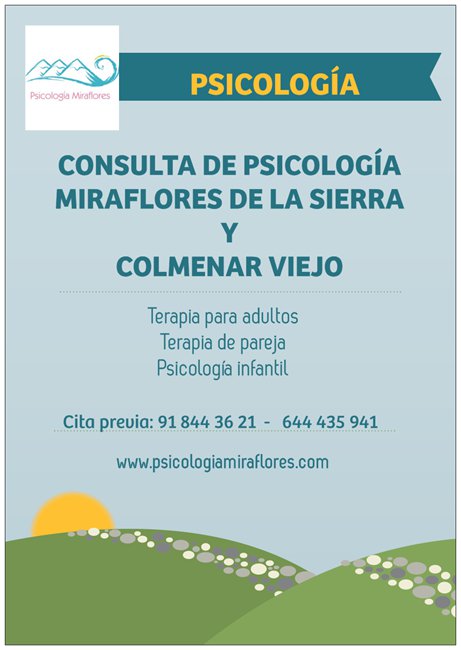 Psicología Miraflores
PSICOLOGÍA
CONSULTA DE PSICOLOGÍA
MIRAFLORES DE LA SIERRA
Y
COLMENAR VIEJO
Terapia para adultos
Terapia de pareja
Psicología infantil
Cita previa: 91 844 36 21 - 644 435 941
www.psicologiamiraflores.com